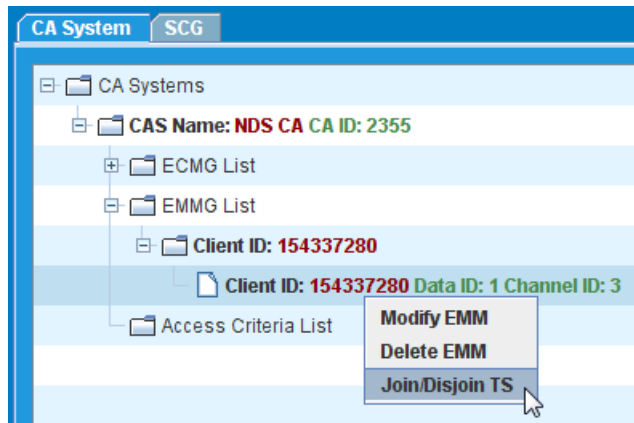 CA System
SCG
CA Systems
CAS Name: NDS CA CA ID: 2355
ECMG List
EMMG List
Client ID: 154337280
Client ID: 154337280 Data ID: 1 Channel ID: 3
Access Criteria List
Modify EMM
Delete EMM
Join/Disjoin TS